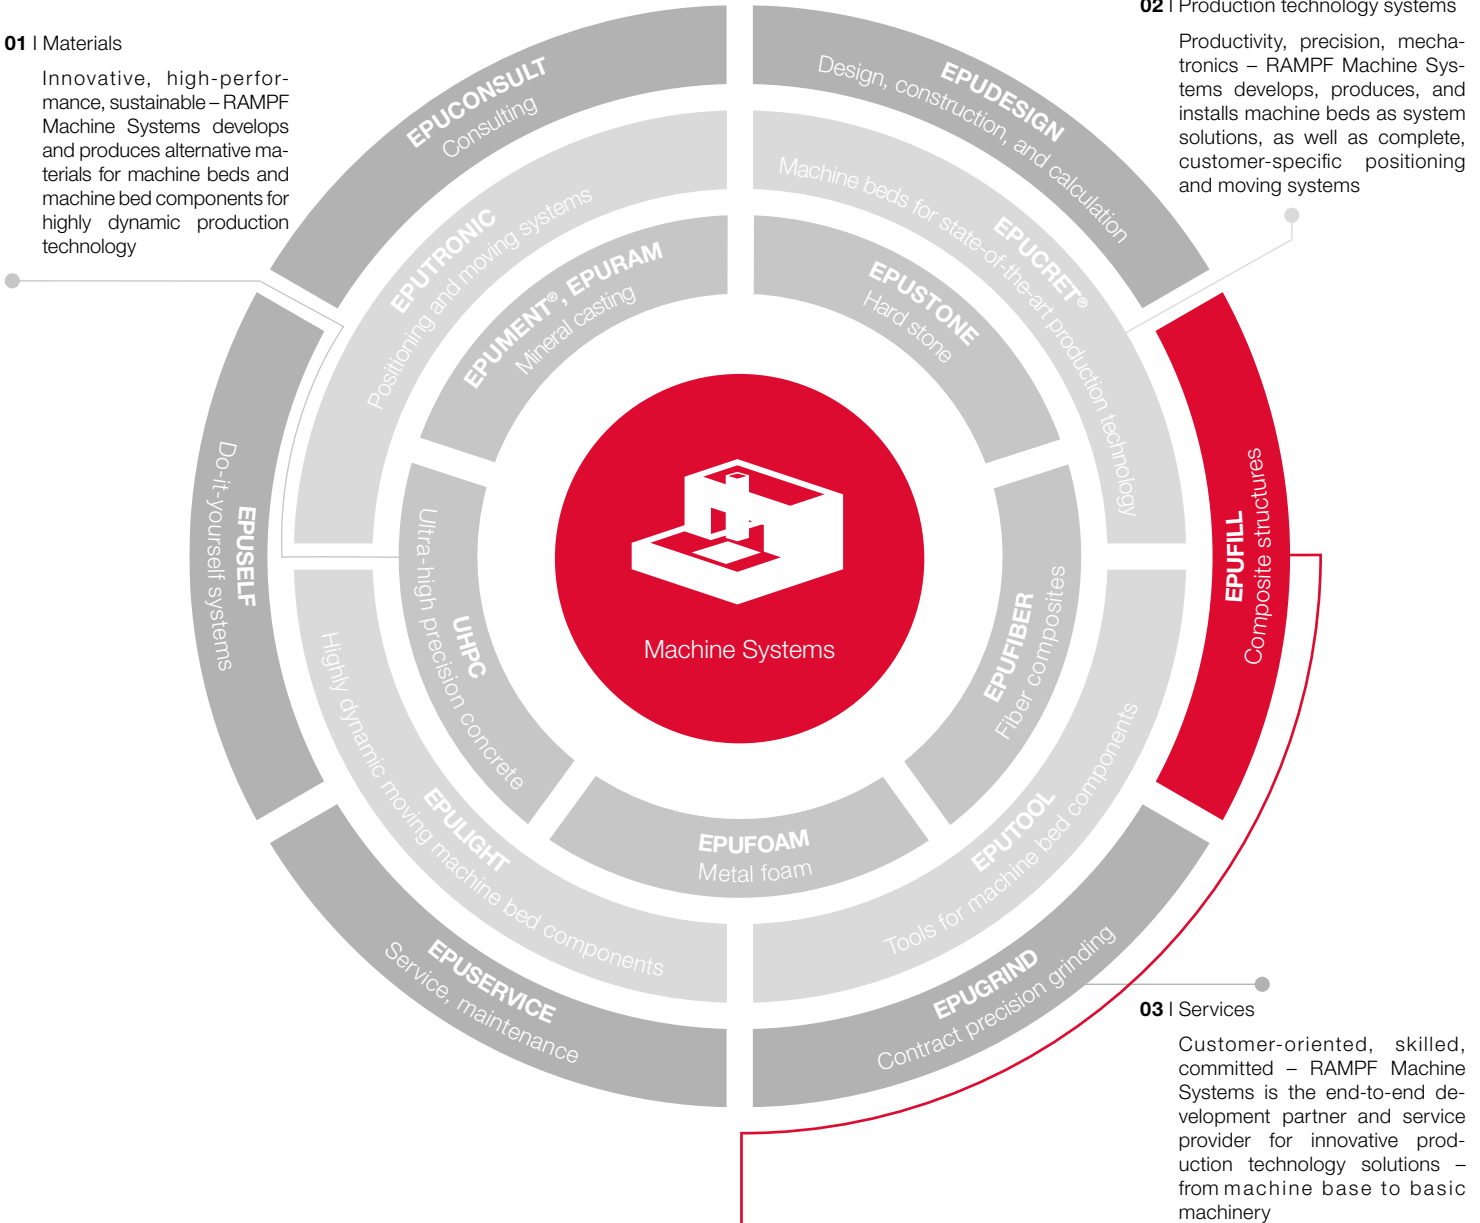 01 I Materials
Innovative, high-perfor-
mance, sustainable – RAMPF
Machine Systems develops
and produces alternative ma-
terials for machine beds and
machine bed components for
highly dynamic production
technology
02 I Production technology systems
Productivity, precision, mecha-
tronics – RAMPF Machine Sys-
tems develops, produces, and
installs machine beds as system
solutions, as well as complete,
customer-specific positioning
and moving systems
EPUCONSULT
Consulting
EPUDESIGN
Design, construction, and calculation
EPUTRONIC
Positioning and moving systems
EPUCRET®
Machine beds for state-of-the-art production technology
EPUMENT®, EPURAM
Mineral casting
EPUSTONE
Hard stone
EPUSELF
Do-it-yourself systems
UHPC
Ultra-high precision concrete
Machine Systems
EPUFIBER
Fiber composites
EPUFILL
Composite structures
EPULIGHT
Highly dynamic moving machine bed components
EPUFOAM
Metal foam
EPUTOOL
Tools for machine bed components
EPUSERVICE
Service, maintenance
EPUGRIND
Contract precision grinding
03 I Services
Customer-oriented, skilled,
committed – RAMPF Machine
Systems is the end-to-end de-
velopment partner and service
provider for innovative prod-
uction technology solutions –
from machine base to basic
machinery